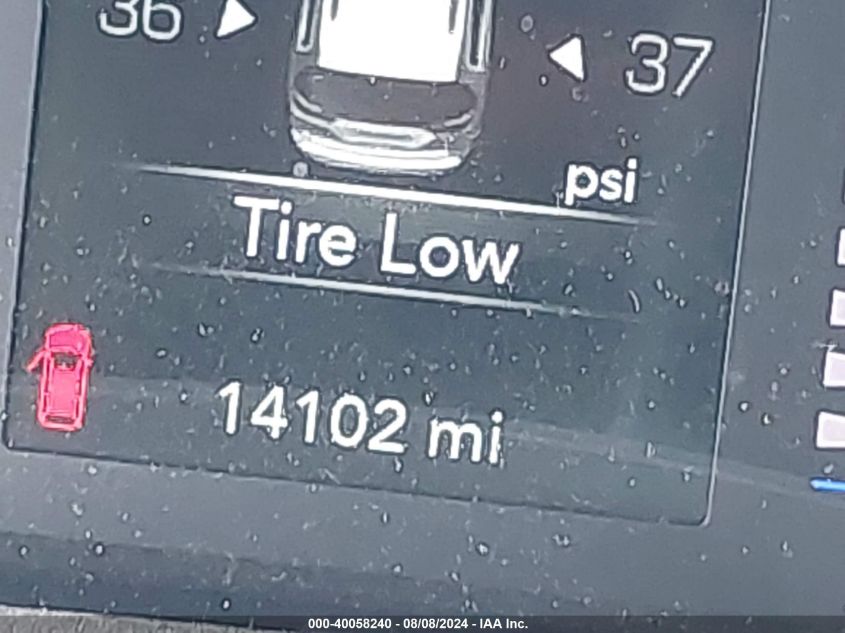 36 37
psi
Tire Low
14102 mi
000-40058240 - 08/08/2024 - IAA Inc.